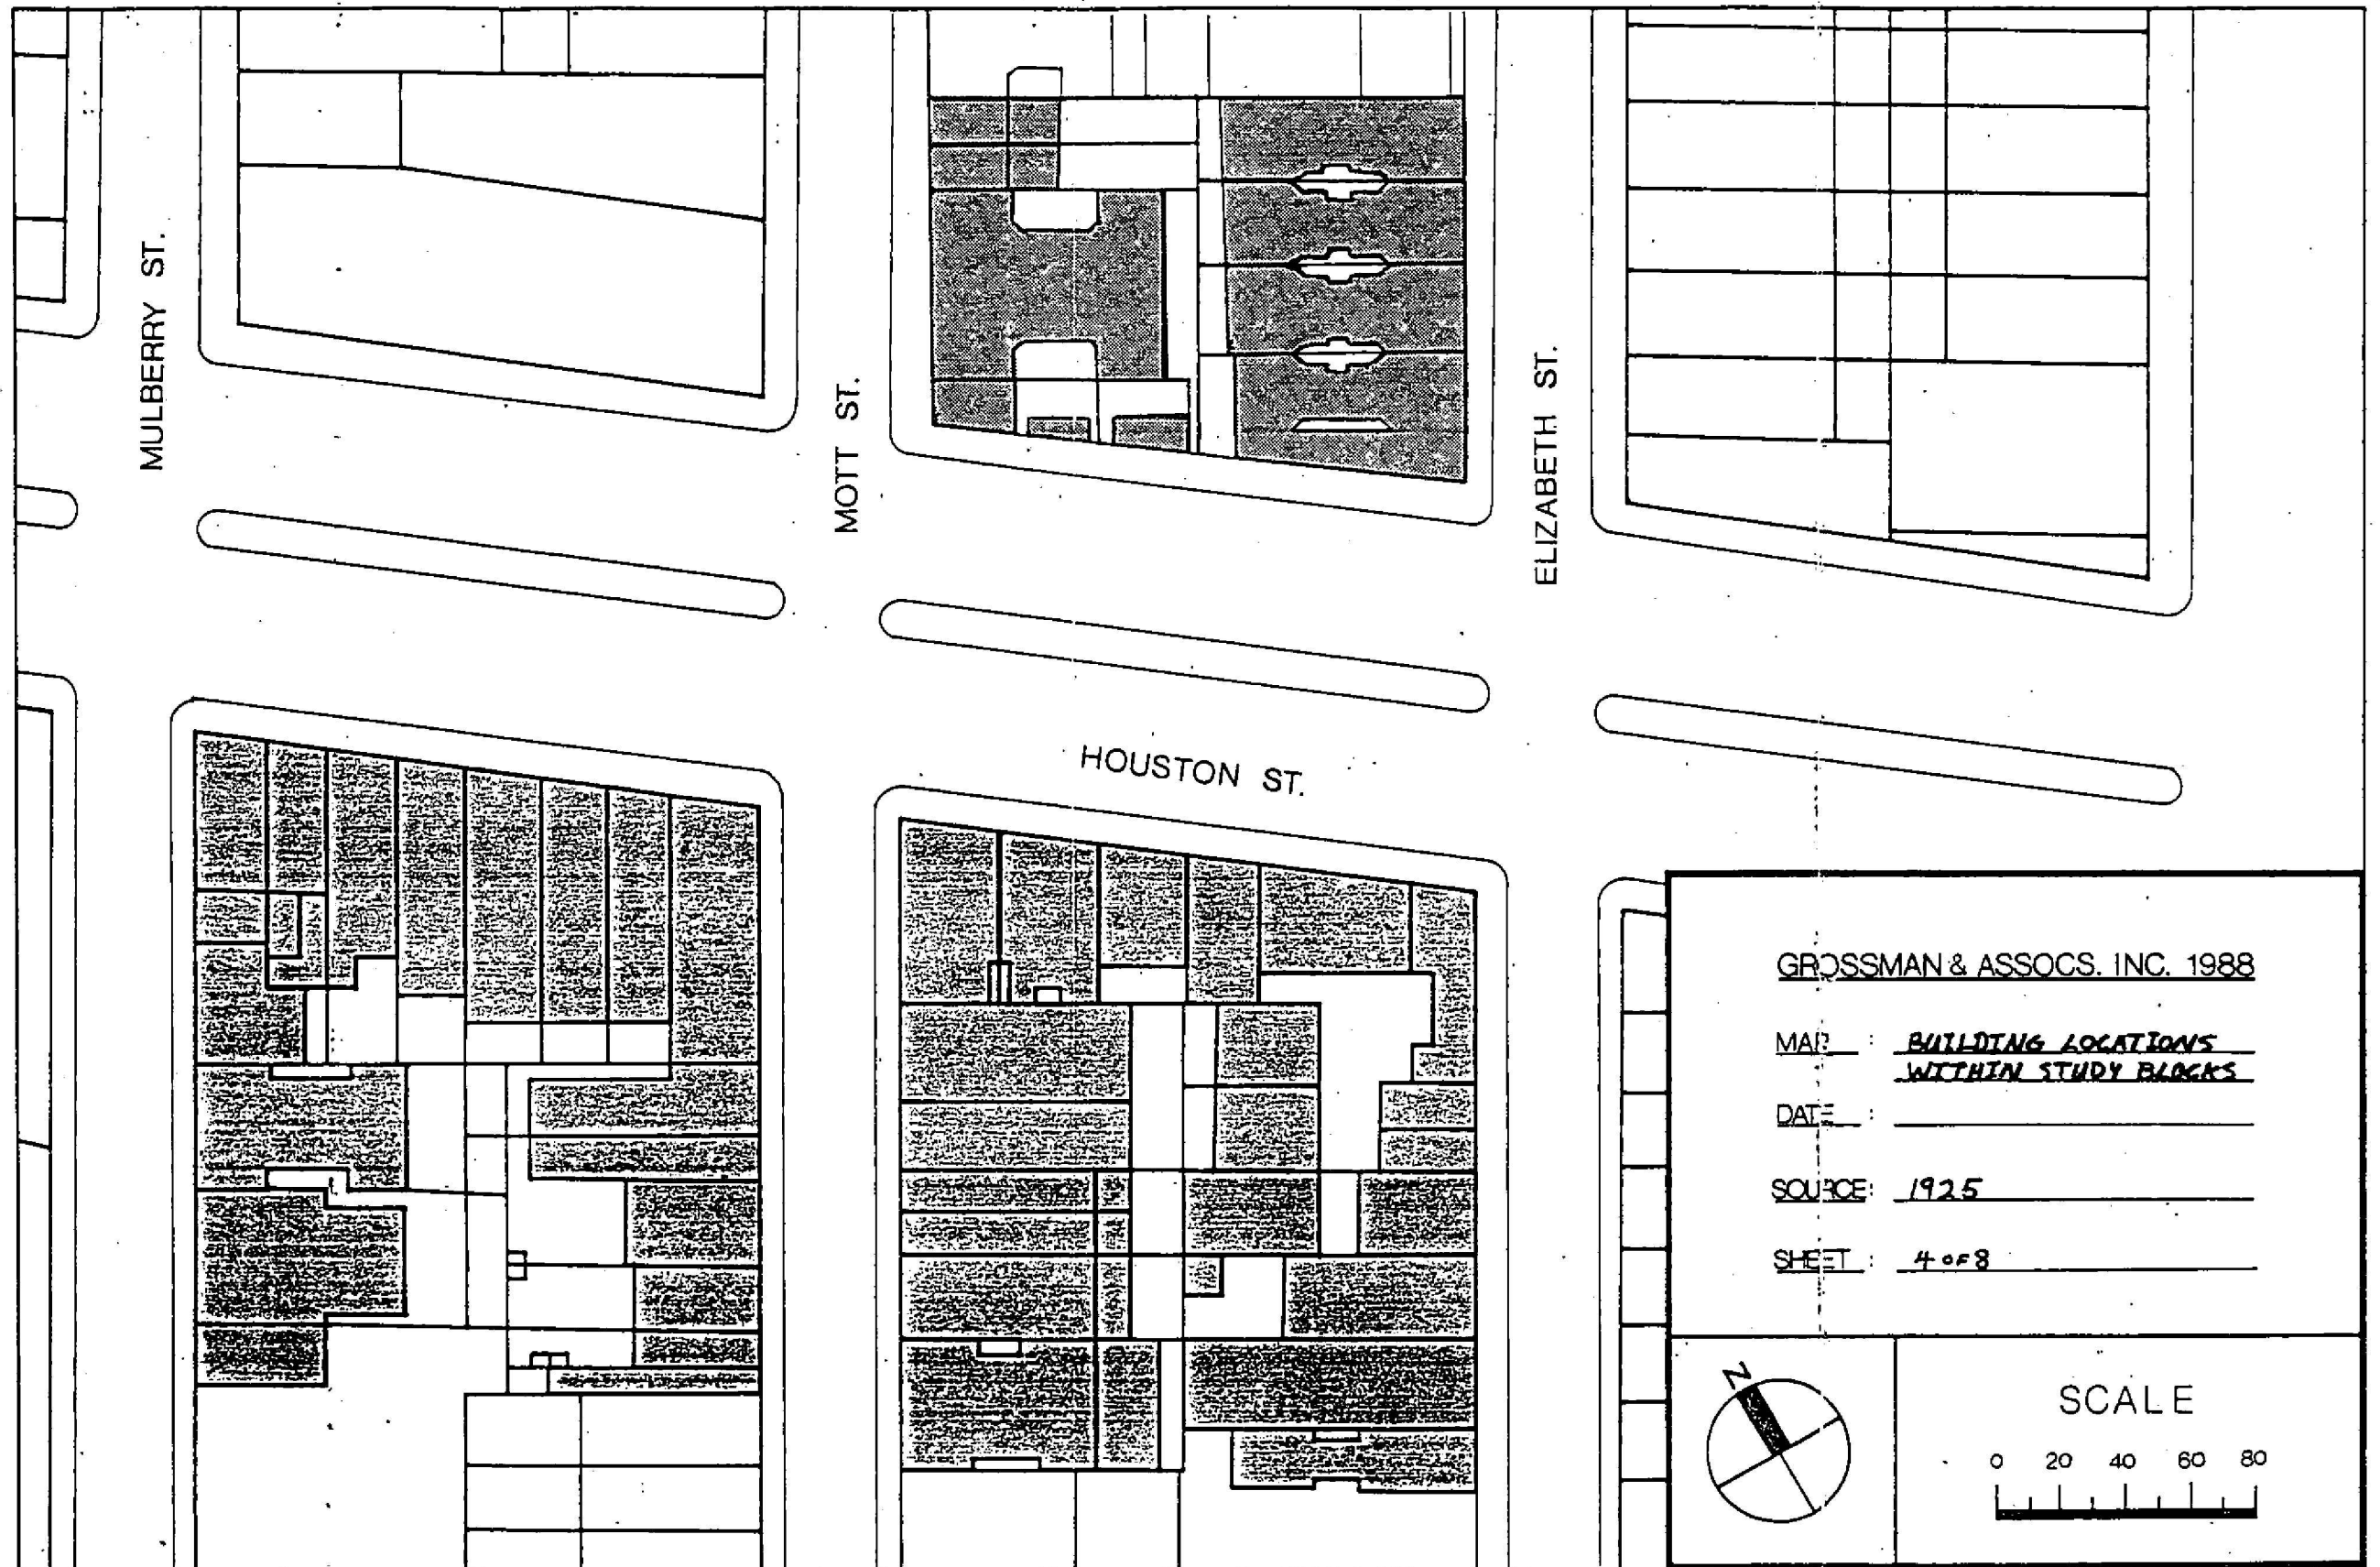 MULBERRY ST.
MOTT ST.
ELIZABETH ST.
HOUSTON ST.
GROSSMAN & ASSOCS. INC. 1988
MAP : BUILDING LOCATIONS
WITHIN STUDY BLOCKS
DATE :
SOURCE: 1925
SHEET : 4 OF 8
N
SCALE
0 20 40 60 80